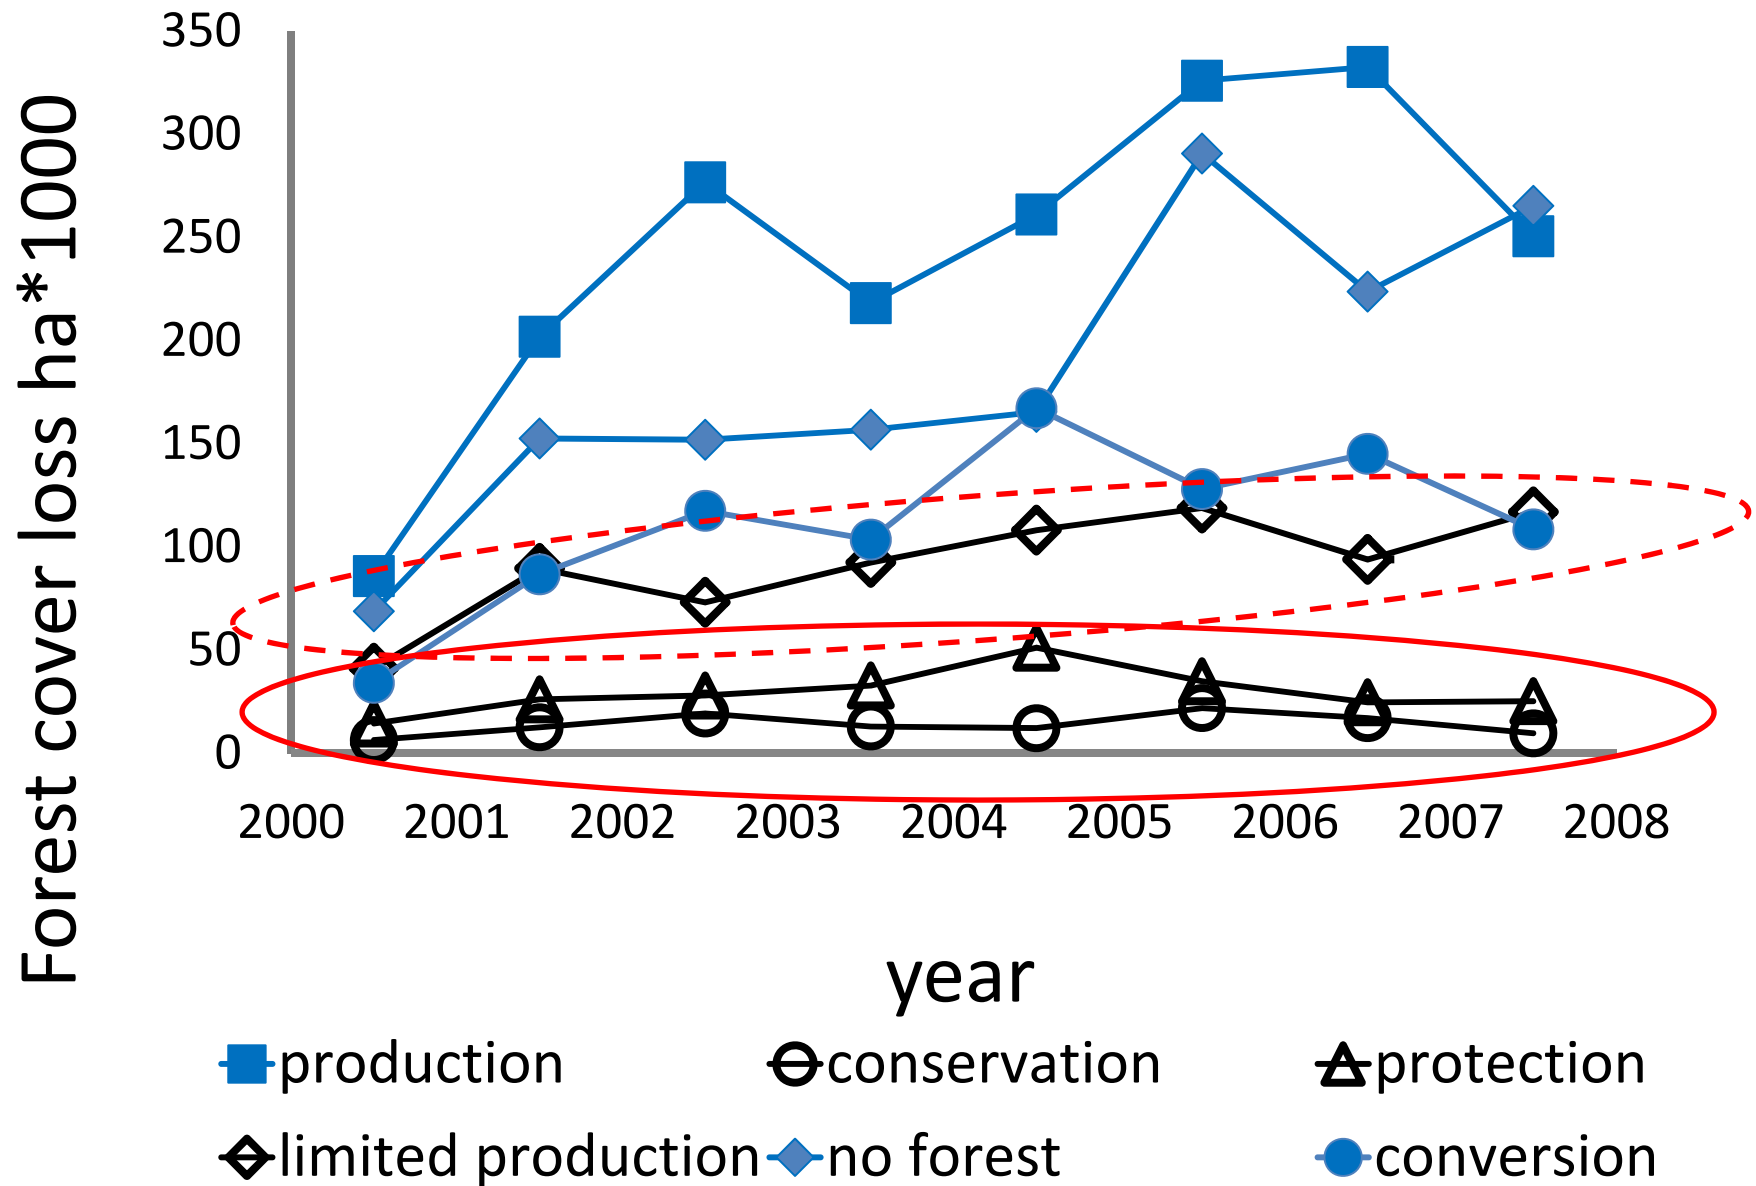 Forest cover loss ha*1000
350
300
250
200
150
100
50
0
2000 2001 2002 2003 2004 2005 2006 2007 2008
year
production conservation protection
limited production no forest conversion